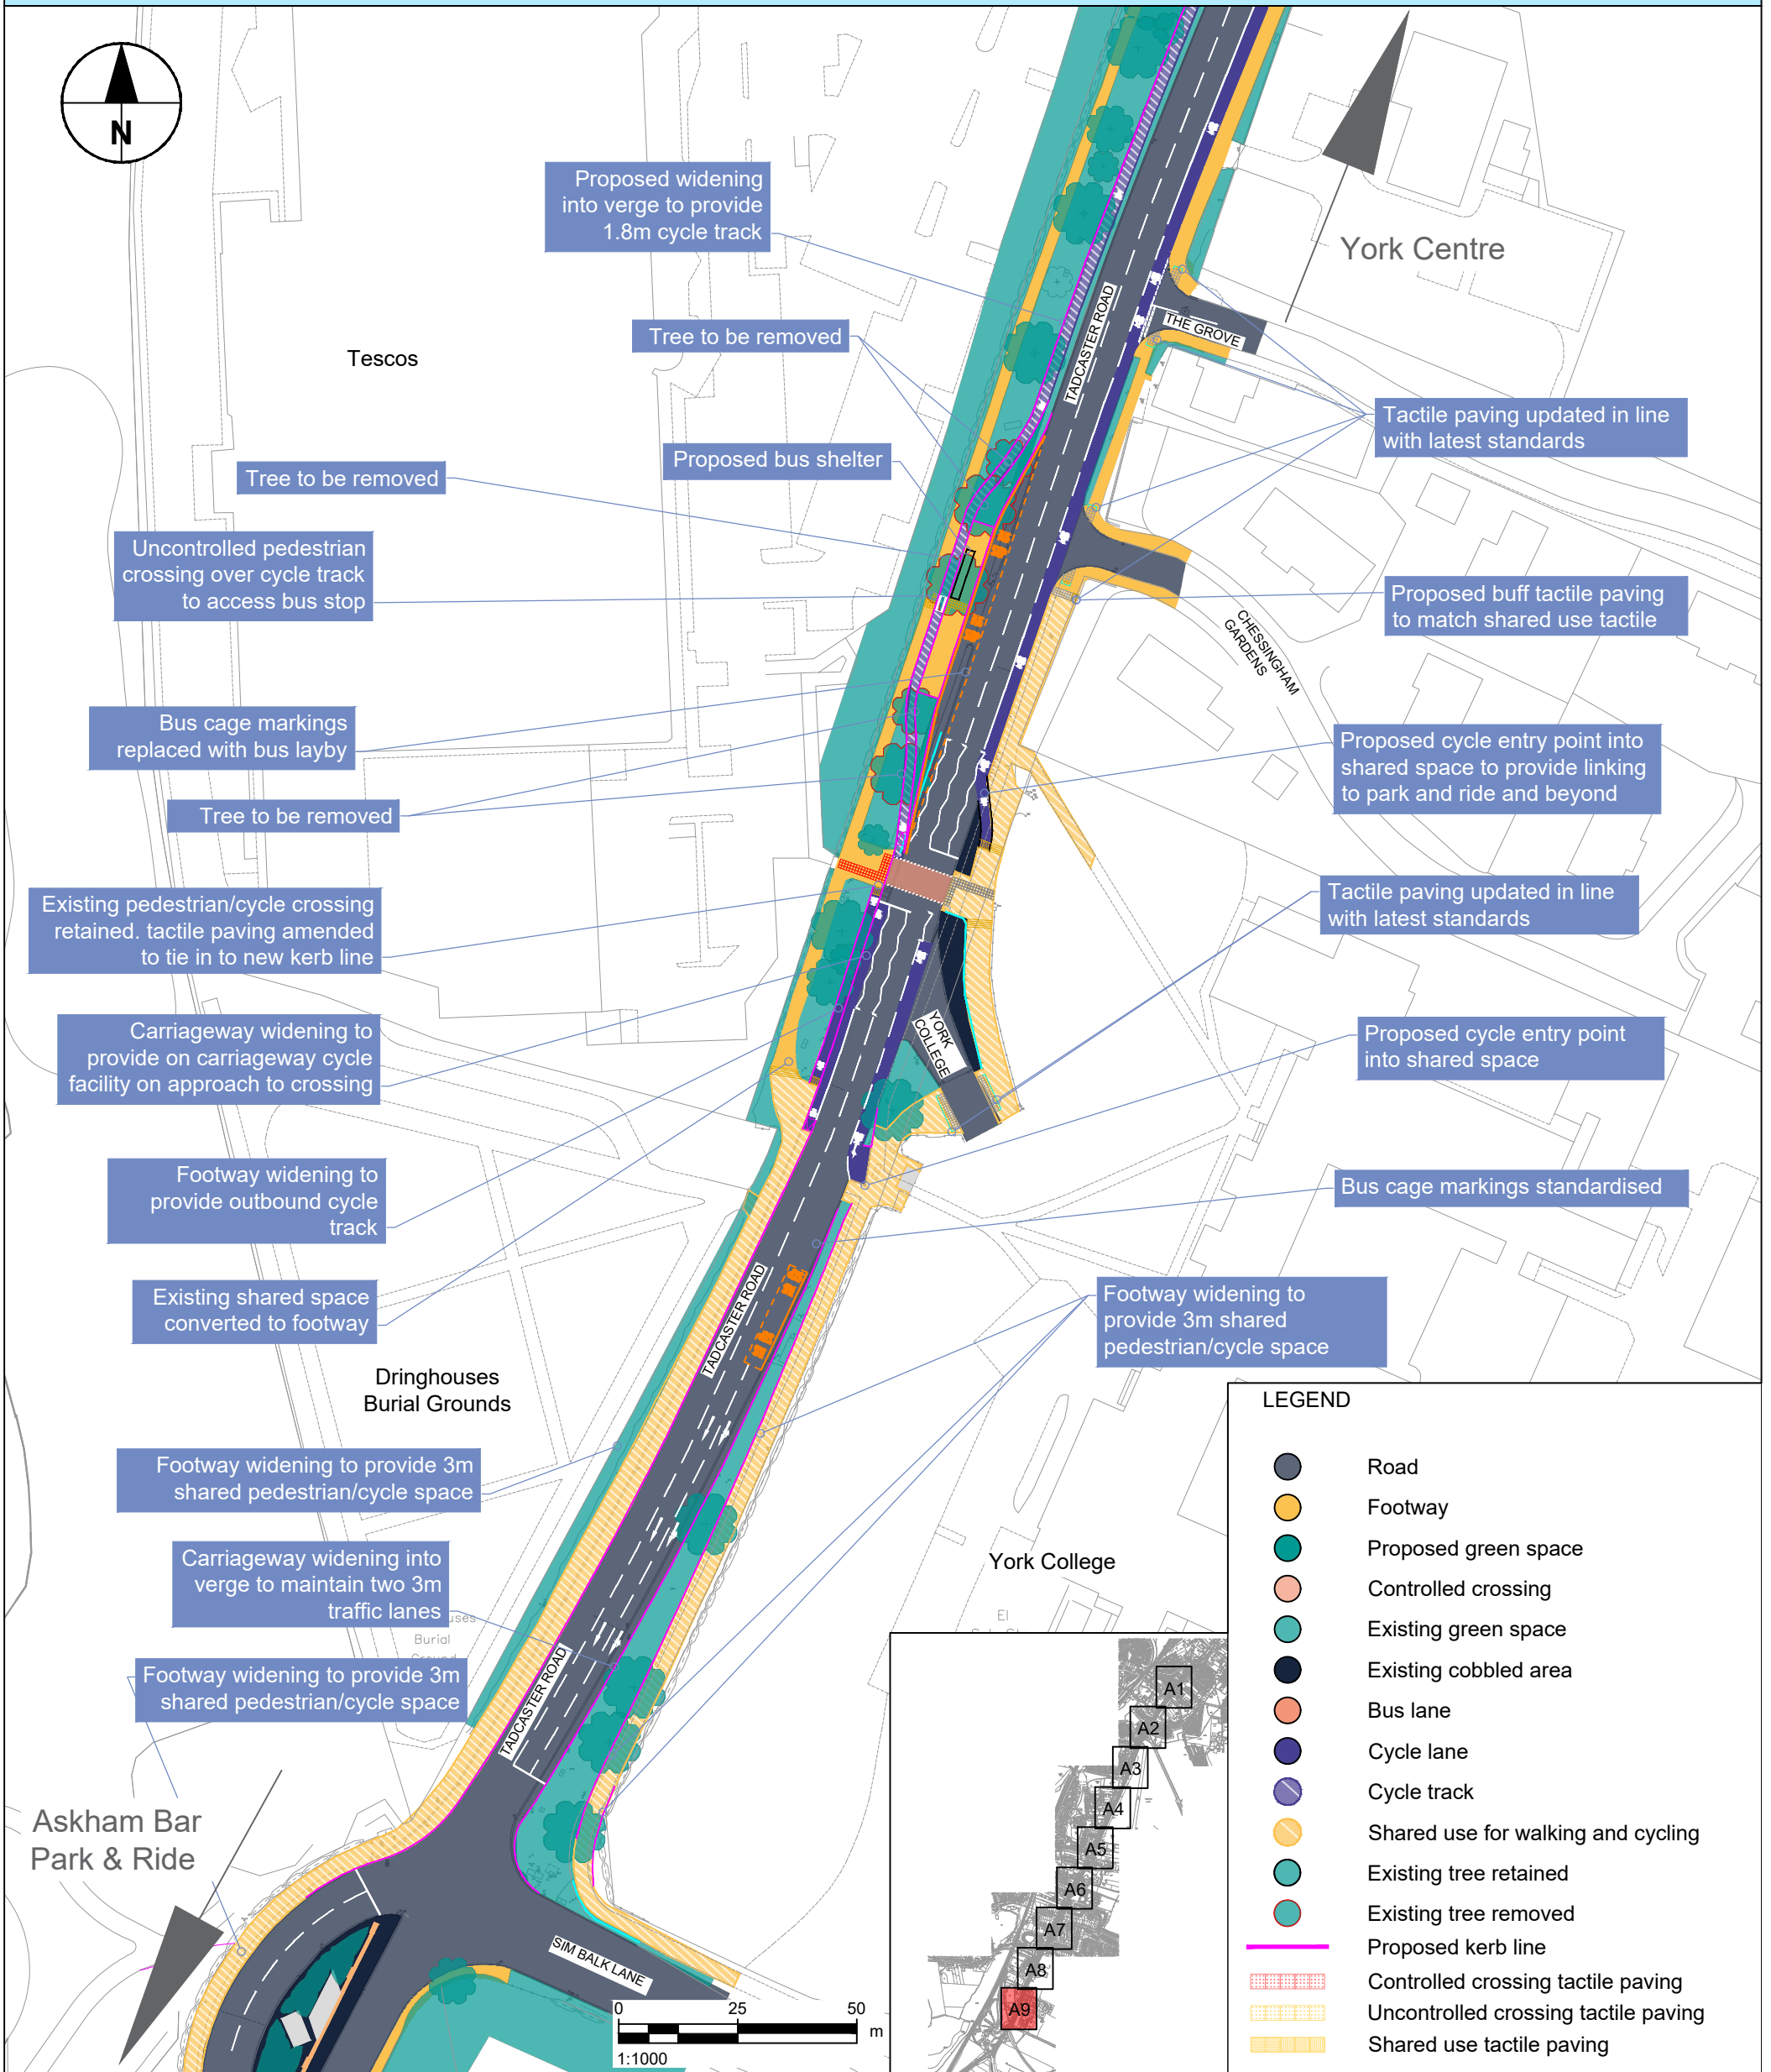 N
Proposed widening
into verge to provide
1.8m cycle track
York Centre
Tree to be removed
TADCASTER ROAD
THE GROVE
Tescos
Tactile paving updated in line
with latest standards
Proposed bus shelter
Tree to be removed
Uncontrolled pedestrian
crossing over cycle track
to access bus stop
Proposed buff tactile paving
to match shared use tactile
CHESSINGHAM
GARDENS
Bus cage markings
replaced with bus layby
Proposed cycle entry point into
shared space to provide linking
to park and ride and beyond
Tree to be removed
Existing pedestrian/cycle crossing
retained. tactile paving amended
to tie in to new kerb line
Tactile paving updated in line
with latest standards
Carriageway widening to
provide on carriageway cycle
facility on approach to crossing
YORK
COLLEGE
Proposed cycle entry point
into shared space
Footway widening to
provide outbound cycle
track
Bus cage markings standardised
Existing shared space
converted to footway
TADCASTER ROAD
Footway widening to
provide 3m shared
pedestrian/cycle space
Dringhouses
Burial Grounds
Footway widening to provide 3m
shared pedestrian/cycle space
Carriageway widening into
verge to maintain two 3m
traffic lanes
York College
El
Burial
Footway widening to provide 3m
shared pedestrian/cycle space
TADCASTER ROAD
Askham Bar
Park & Ride
SIM BALK LANE
0 25 50
m
1:1000
A1
A2
A3
A4
A5
A6
A7
A8
A9
LEGEND
Road
Footway
Proposed green space
Controlled crossing
Existing green space
Existing cobbled area
Bus lane
Cycle lane
Cycle track
Shared use for walking and cycling
Existing tree retained
Existing tree removed
Proposed kerb line
Controlled crossing tactile paving
Uncontrolled crossing tactile paving
Shared use tactile paving